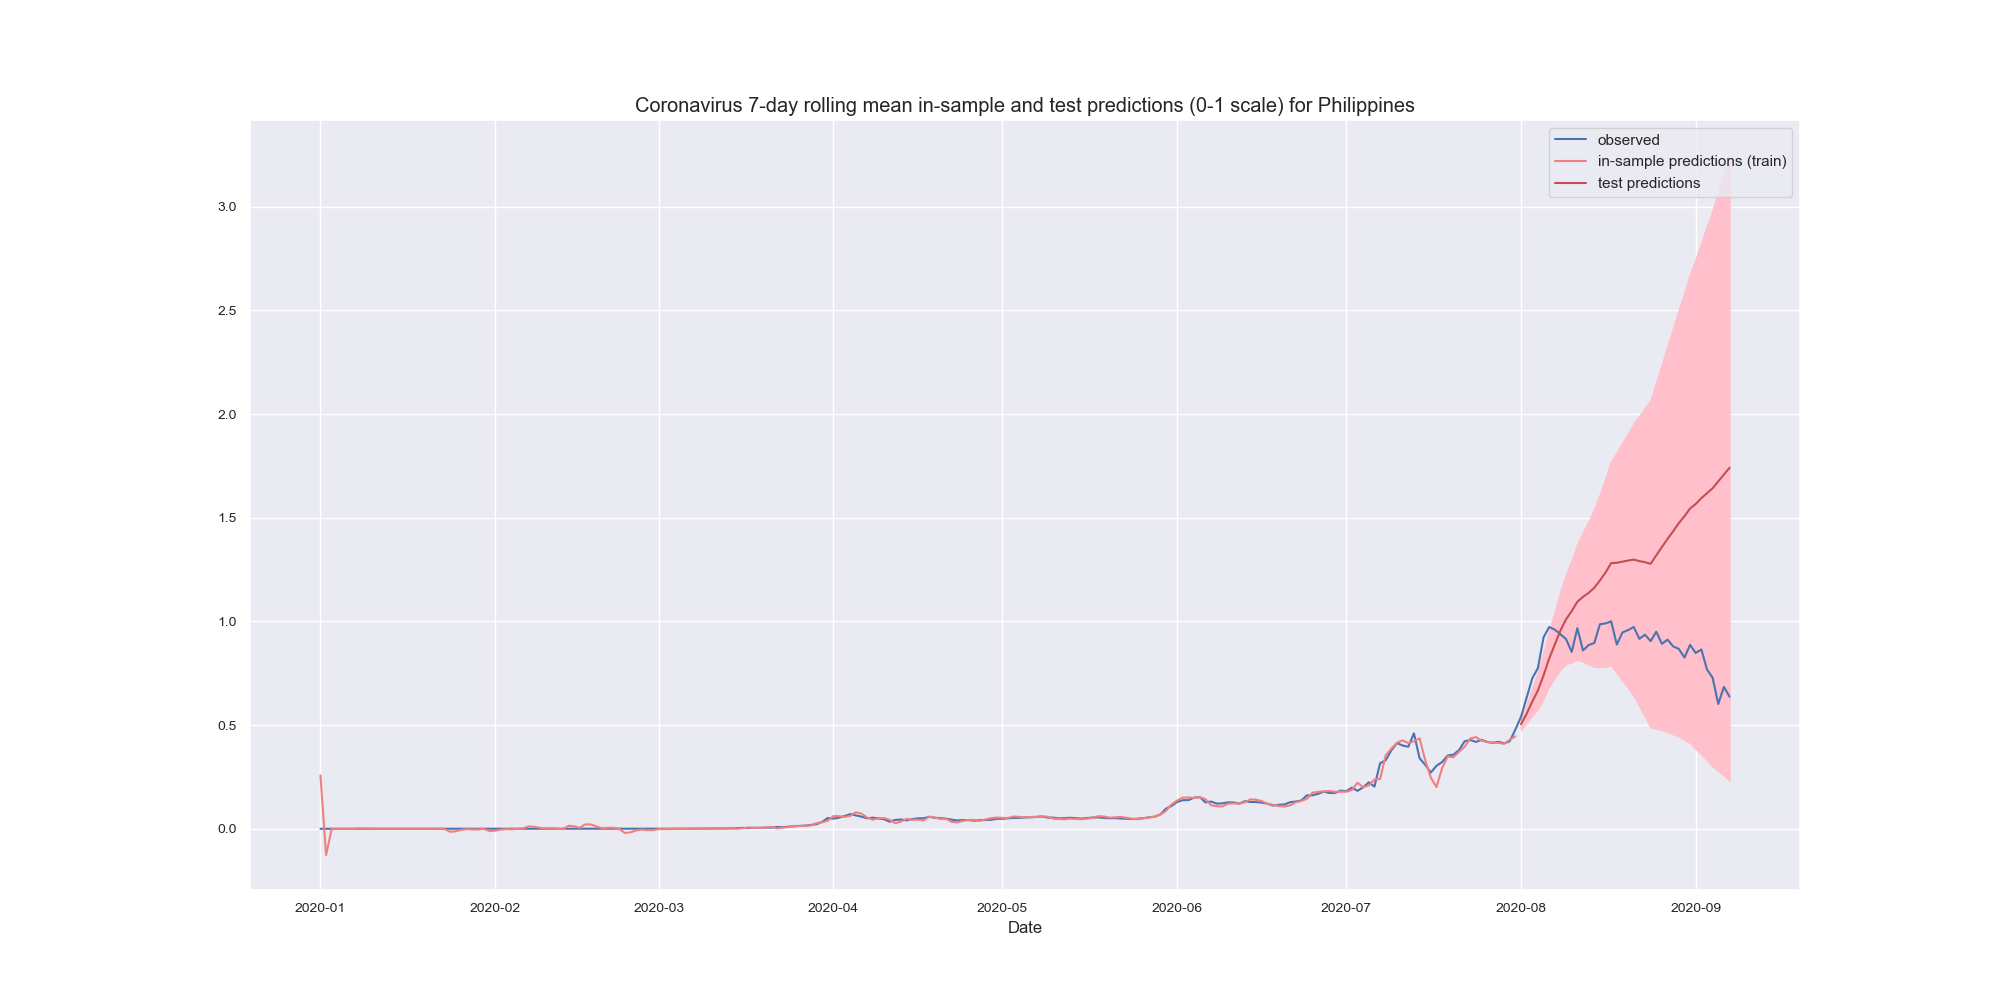 Coronavirus 7-day rolling mean in-sample and test predictions (0-1 scale) for Philippines
observed
in-sample predictions (train)
test predictions
3.0
2.5
2.0
1.5
1.0
0.5
0.0
2020-01 2020-02 2020-03 2020-04 2020-05 2020-06 2020-07 2020-08 2020-09
Date